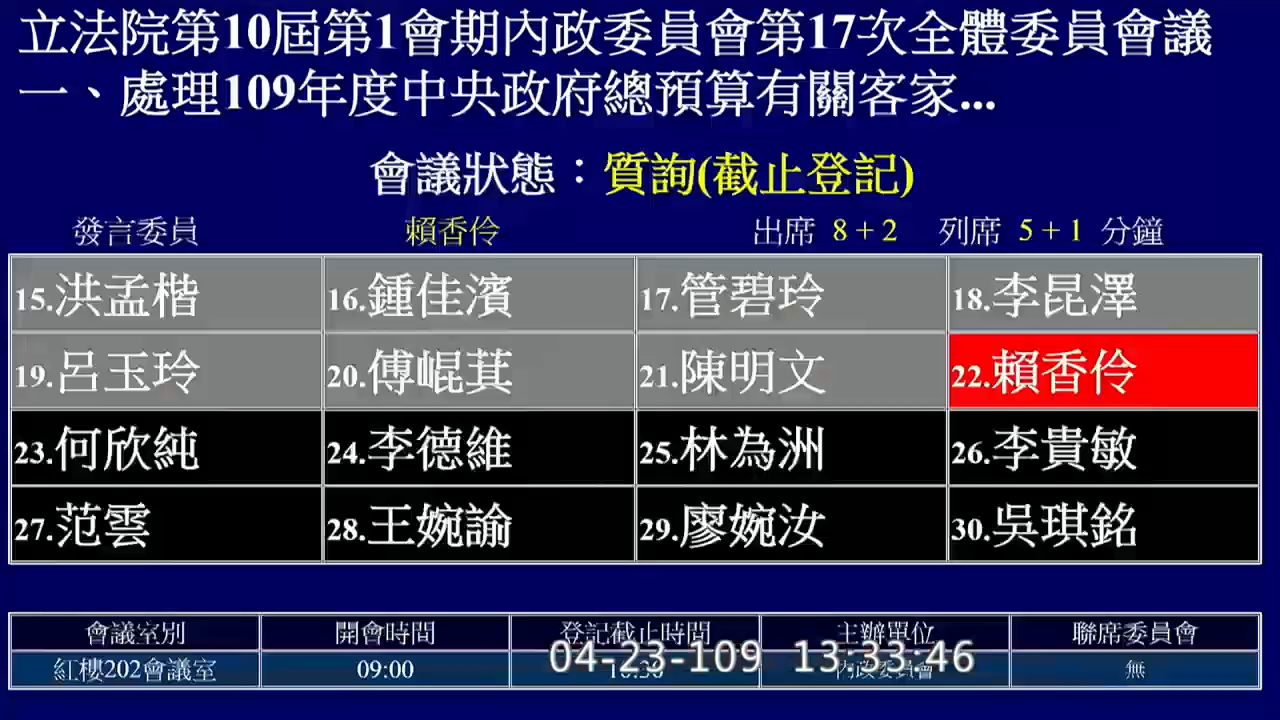 立法院第10屆第1會期內政委員會第17次全體委員會議
一、處理109年度中央政府總預算有關客家...
會議狀態：質詢(截止登記)
發言委員 賴香伶 出席 8 + 2 列席 5 + 1 分鐘
15.洪孟楷 16.鍾佳濱 17.管碧玲 18.李昆澤
19.呂玉玲 20.傅崐萁 21.陳明文 22.賴香伶
23.何欣純 24.李德維 25.林為洲 26.李貴敏
27.范雲 28.王婉諭 29.廖婉汝 30.吳琪銘
會議室別 開會時間 登記截止時間 主辦單位 聯席委員會
紅樓202會議室 09:00 10:30 內政委員會 無
04-23-109 13:33:46